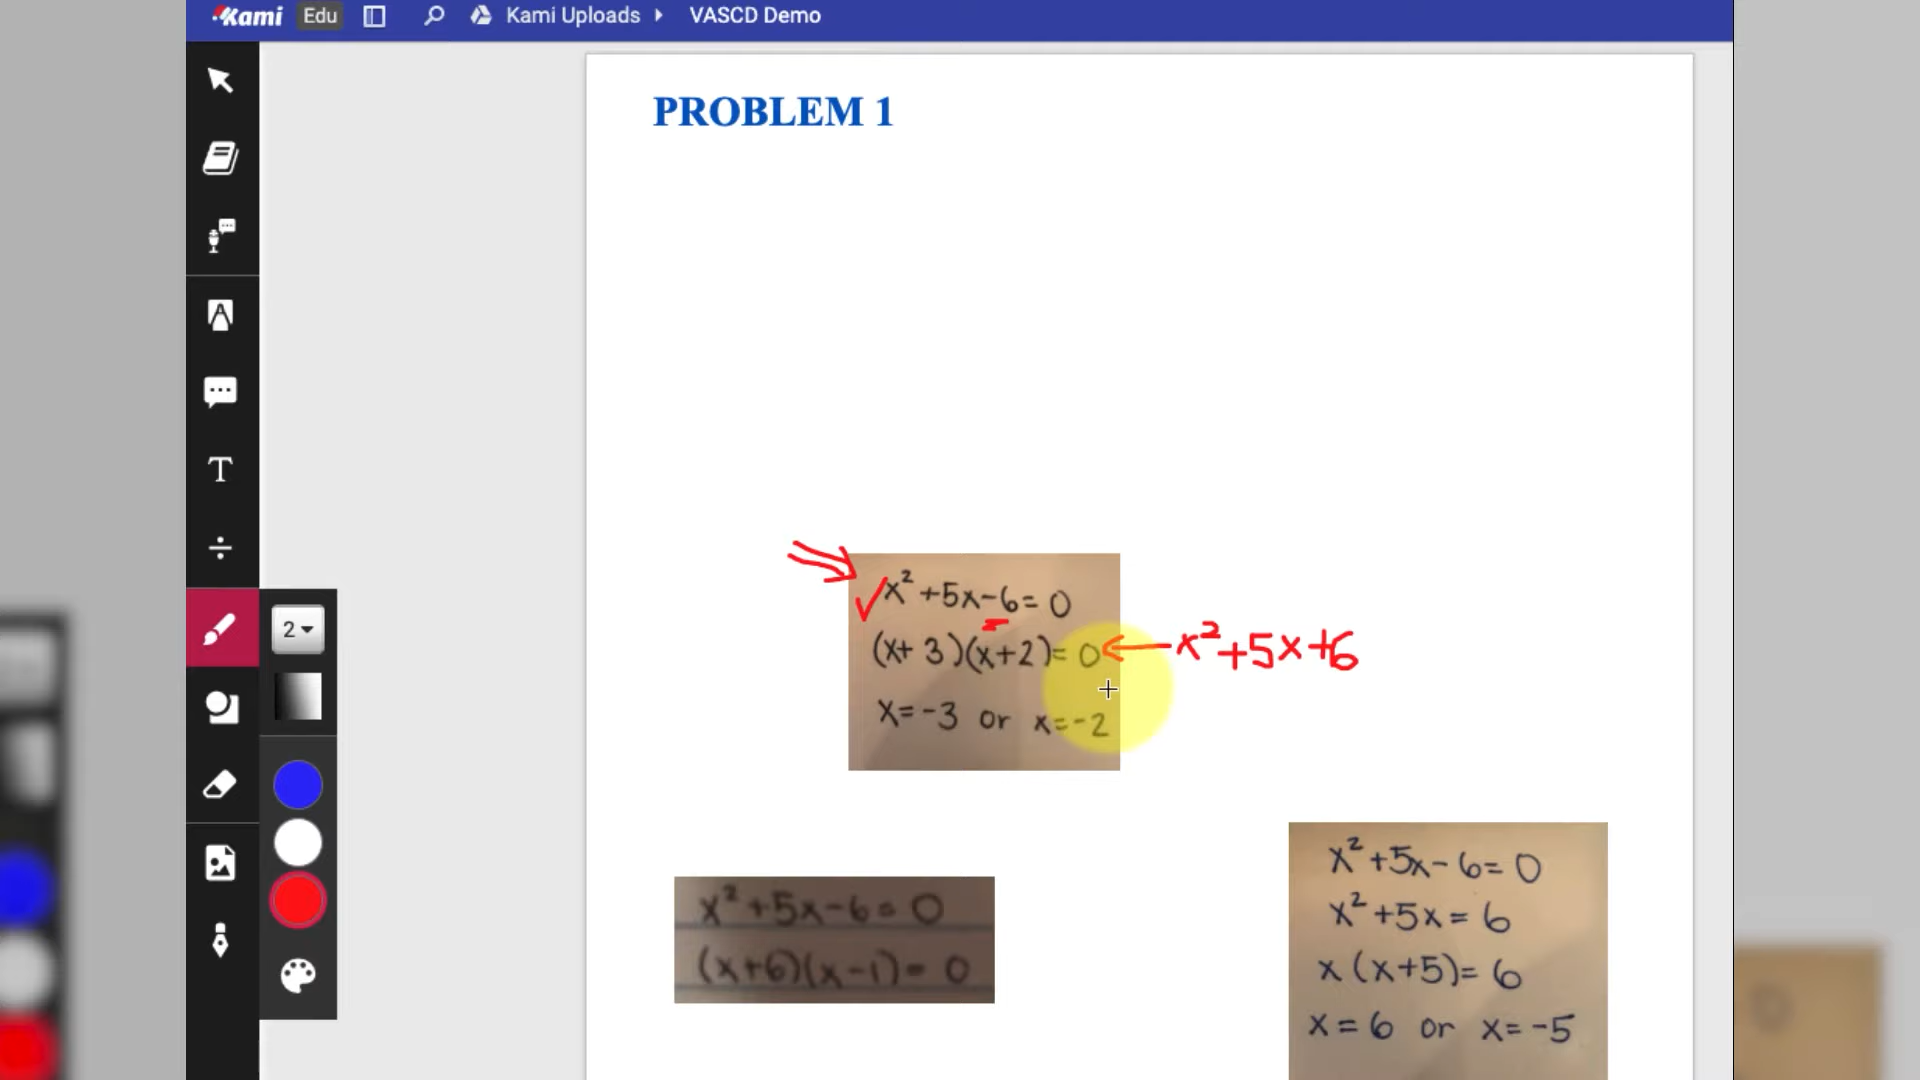 Kami Edu Kami Uploads VASCD Demo
PROBLEM 1
x² +5x-6=0
(x+ 3)(x+2)= 0 x²+5x+6
x=-3 or x=-2
2
x²+5x-6=0
(x+6)(x-1)=0
x²+5x-6=0
x²+5x=6
x(x+5)=6
x=6 or x=-5